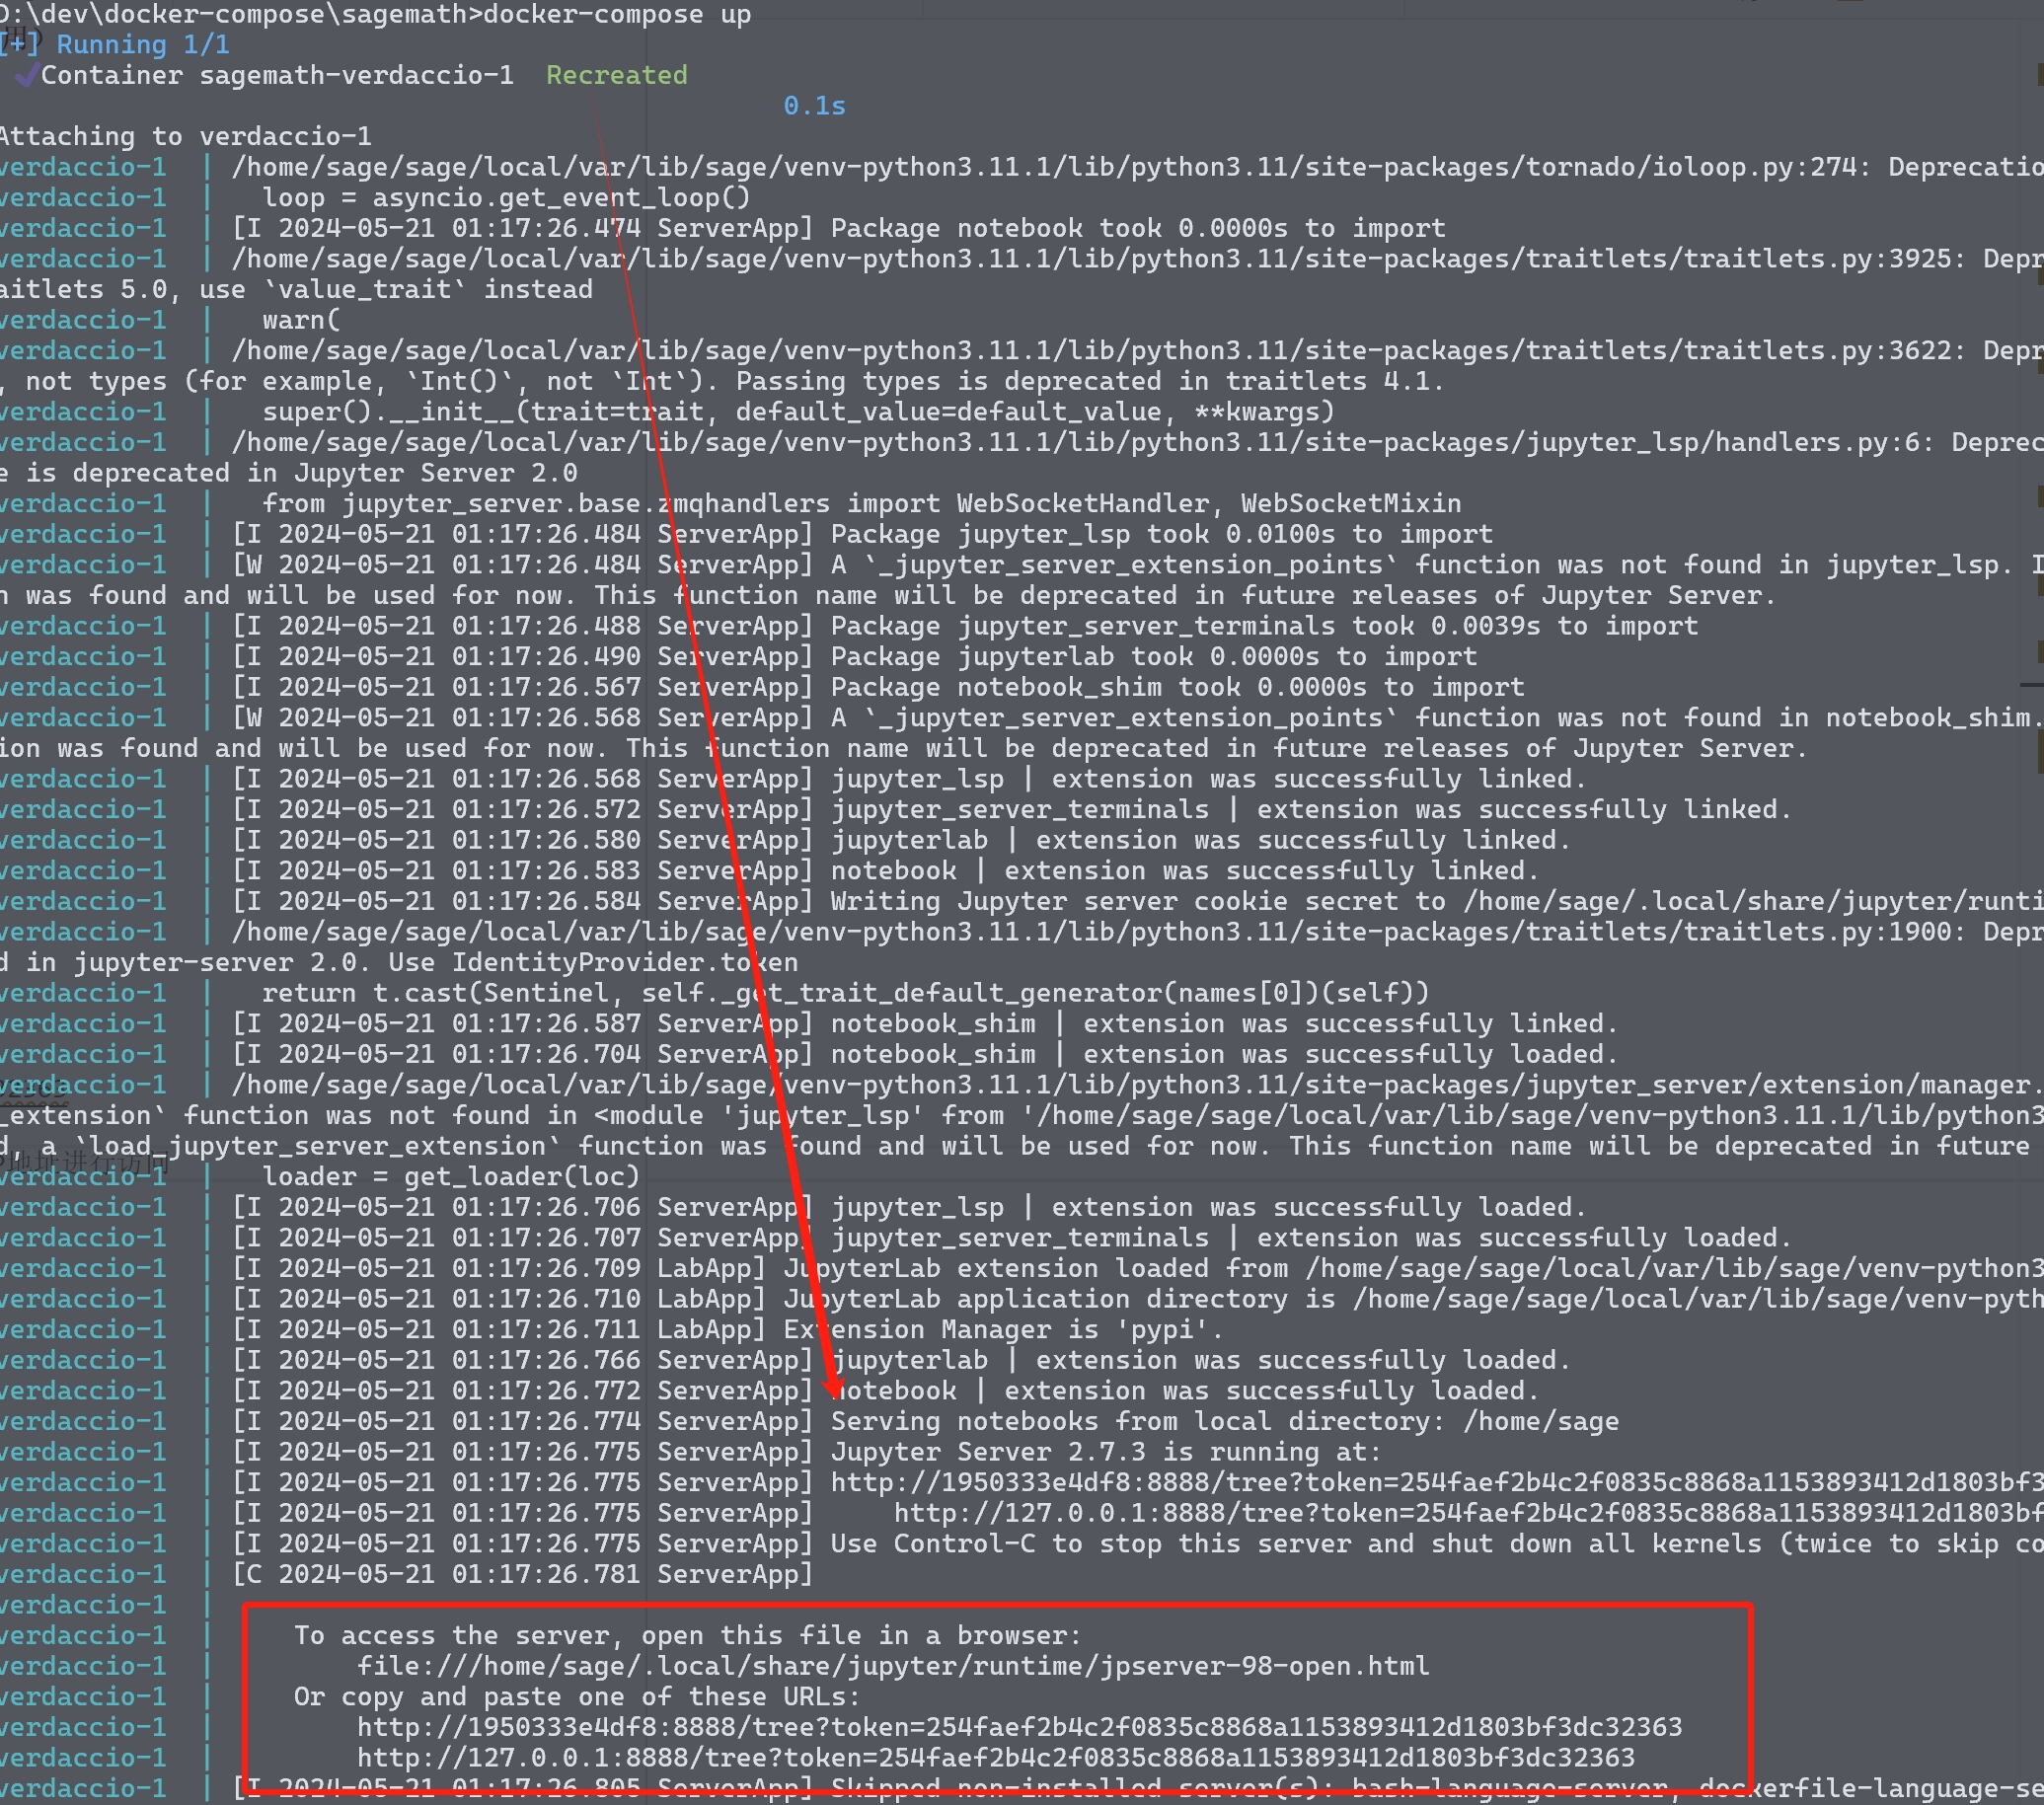 D:\dev\docker-compose\sagemath>docker-compose up
[+] Running 1/1
✔Container sagemath-verdaccio-1  Recreated
0.1s
Attaching to verdaccio-1
verdaccio-1  | /home/sage/sage/local/var/lib/sage/venv-python3.11.1/lib/python3.11/site-packages/tornado/ioloop.py:274: Deprecatio
verdaccio-1  |   loop = asyncio.get_event_loop()
verdaccio-1  | [I 2024-05-21 01:17:26.474 ServerApp] Package notebook took 0.0000s to import
verdaccio-1  | /home/sage/sage/local/var/lib/sage/venv-python3.11.1/lib/python3.11/site-packages/traitlets/traitlets.py:3925: Depr
aitlets 5.0, use `value_trait` instead
verdaccio-1  |   warn(
verdaccio-1  | /home/sage/sage/local/var/lib/sage/venv-python3.11.1/lib/python3.11/site-packages/traitlets/traitlets.py:3622: Depr
, not types (for example, `Int()`, not `Int`). Passing types is deprecated in traitlets 4.1.
verdaccio-1  |   super().__init__(trait=trait, default_value=default_value, **kwargs)
verdaccio-1  | /home/sage/sage/local/var/lib/sage/venv-python3.11.1/lib/python3.11/site-packages/jupyter_lsp/handlers.py:6: Deprec
e is deprecated in Jupyter Server 2.0
verdaccio-1  |   from jupyter_server.base.zmqhandlers import WebSocketHandler, WebSocketMixin
verdaccio-1  | [I 2024-05-21 01:17:26.484 ServerApp] Package jupyter_lsp took 0.0100s to import
verdaccio-1  | [W 2024-05-21 01:17:26.484 ServerApp] A `_jupyter_server_extension_points` function was not found in jupyter_lsp. I
n was found and will be used for now. This function name will be deprecated in future releases of Jupyter Server.
verdaccio-1  | [I 2024-05-21 01:17:26.488 ServerApp] Package jupyter_server_terminals took 0.0039s to import
verdaccio-1  | [I 2024-05-21 01:17:26.490 ServerApp] Package jupyterlab took 0.0000s to import
verdaccio-1  | [I 2024-05-21 01:17:26.567 ServerApp] Package notebook_shim took 0.0000s to import
verdaccio-1  | [W 2024-05-21 01:17:26.568 ServerApp] A `_jupyter_server_extension_points` function was not found in notebook_shim.
ion was found and will be used for now. This function name will be deprecated in future releases of Jupyter Server.
verdaccio-1  | [I 2024-05-21 01:17:26.568 ServerApp] jupyter_lsp | extension was successfully linked.
verdaccio-1  | [I 2024-05-21 01:17:26.572 ServerApp] jupyter_server_terminals | extension was successfully linked.
verdaccio-1  | [I 2024-05-21 01:17:26.580 ServerApp] jupyterlab | extension was successfully linked.
verdaccio-1  | [I 2024-05-21 01:17:26.583 ServerApp] notebook | extension was successfully linked.
verdaccio-1  | [I 2024-05-21 01:17:26.584 ServerApp] Writing Jupyter server cookie secret to /home/sage/.local/share/jupyter/runti
verdaccio-1  | /home/sage/sage/local/var/lib/sage/venv-python3.11.1/lib/python3.11/site-packages/traitlets/traitlets.py:1900: Depr
d in jupyter-server 2.0. Use IdentityProvider.token
verdaccio-1  |   return t.cast(Sentinel, self._get_trait_default_generator(names[0])(self))
verdaccio-1  | [I 2024-05-21 01:17:26.587 ServerApp] notebook_shim | extension was successfully linked.
verdaccio-1  | [I 2024-05-21 01:17:26.704 ServerApp] notebook_shim | extension was successfully loaded.
verdaccio-1  | /home/sage/sage/local/var/lib/sage/venv-python3.11.1/lib/python3.11/site-packages/jupyter_server/extension/manager.
_extension` function was not found in <module 'jupyter_lsp' from '/home/sage/sage/local/var/lib/sage/venv-python3.11.1/lib/python3
d, a `load_jupyter_server_extension` function was found and will be used for now. This function name will be deprecated in future
地址进行访问
verdaccio-1  |   loader = get_loader(loc)
verdaccio-1  | [I 2024-05-21 01:17:26.706 ServerApp] jupyter_lsp | extension was successfully loaded.
verdaccio-1  | [I 2024-05-21 01:17:26.707 ServerApp] jupyter_server_terminals | extension was successfully loaded.
verdaccio-1  | [I 2024-05-21 01:17:26.709 LabApp] JupyterLab extension loaded from /home/sage/sage/local/var/lib/sage/venv-python3
verdaccio-1  | [I 2024-05-21 01:17:26.710 LabApp] JupyterLab application directory is /home/sage/sage/local/var/lib/sage/venv-pyth
verdaccio-1  | [I 2024-05-21 01:17:26.711 LabApp] Extension Manager is 'pypi'.
verdaccio-1  | [I 2024-05-21 01:17:26.766 ServerApp] jupyterlab | extension was successfully loaded.
verdaccio-1  | [I 2024-05-21 01:17:26.772 ServerApp] notebook | extension was successfully loaded.
verdaccio-1  | [I 2024-05-21 01:17:26.774 ServerApp] Serving notebooks from local directory: /home/sage
verdaccio-1  | [I 2024-05-21 01:17:26.775 ServerApp] Jupyter Server 2.7.3 is running at:
verdaccio-1  | [I 2024-05-21 01:17:26.775 ServerApp] http://1950333e4df8:8888/tree?token=254faef2b4c2f0835c8868a1153893412d1803bf3
verdaccio-1  | [I 2024-05-21 01:17:26.775 ServerApp]     http://127.0.0.1:8888/tree?token=254faef2b4c2f0835c8868a1153893412d1803bf
verdaccio-1  | [I 2024-05-21 01:17:26.775 ServerApp] Use Control-C to stop this server and shut down all kernels (twice to skip co
verdaccio-1  | [C 2024-05-21 01:17:26.781 ServerApp]
verdaccio-1  |
verdaccio-1  |     To access the server, open this file in a browser:
verdaccio-1  |         file:///home/sage/.local/share/jupyter/runtime/jpserver-98-open.html
verdaccio-1  |     Or copy and paste one of these URLs:
verdaccio-1  |         http://1950333e4df8:8888/tree?token=254faef2b4c2f0835c8868a1153893412d1803bf3dc32363
verdaccio-1  |         http://127.0.0.1:8888/tree?token=254faef2b4c2f0835c8868a1153893412d1803bf3dc32363
verdaccio-1  | [I 2024-05-21 01:17:26.805 ServerApp] Skipped non-installed server(s): bash-language-server, dockerfile-language-se